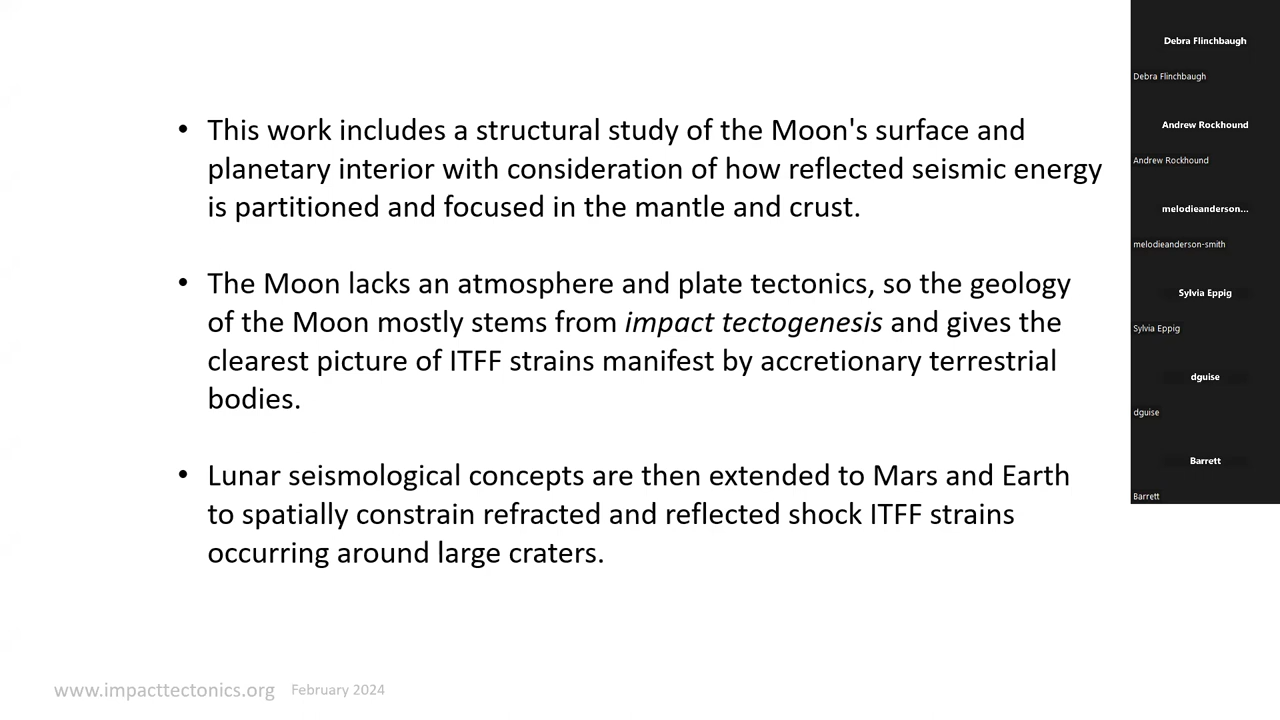 • This work includes a structural study of the Moon's surface and
planetary interior with consideration of how reflected seismic energy
is partitioned and focused in the mantle and crust.
• The Moon lacks an atmosphere and plate tectonics, so the geology
of the Moon mostly stems from impact tectogenesis and gives the
clearest picture of ITFF strains manifest by accretionary terrestrial
bodies.
• Lunar seismological concepts are then extended to Mars and Earth
to spatially constrain refracted and reflected shock ITFF strains
occurring around large craters.
www.impacttectonics.org February 2024
Debra Flinchbaugh
Debra Flinchbaugh
Andrew Rockhound
Andrew Rockhound
melodieanderson...
melodieanderson-smith
Sylvia Eppig
Sylvia Eppig
dguise
dguise
Barrett
Barrett